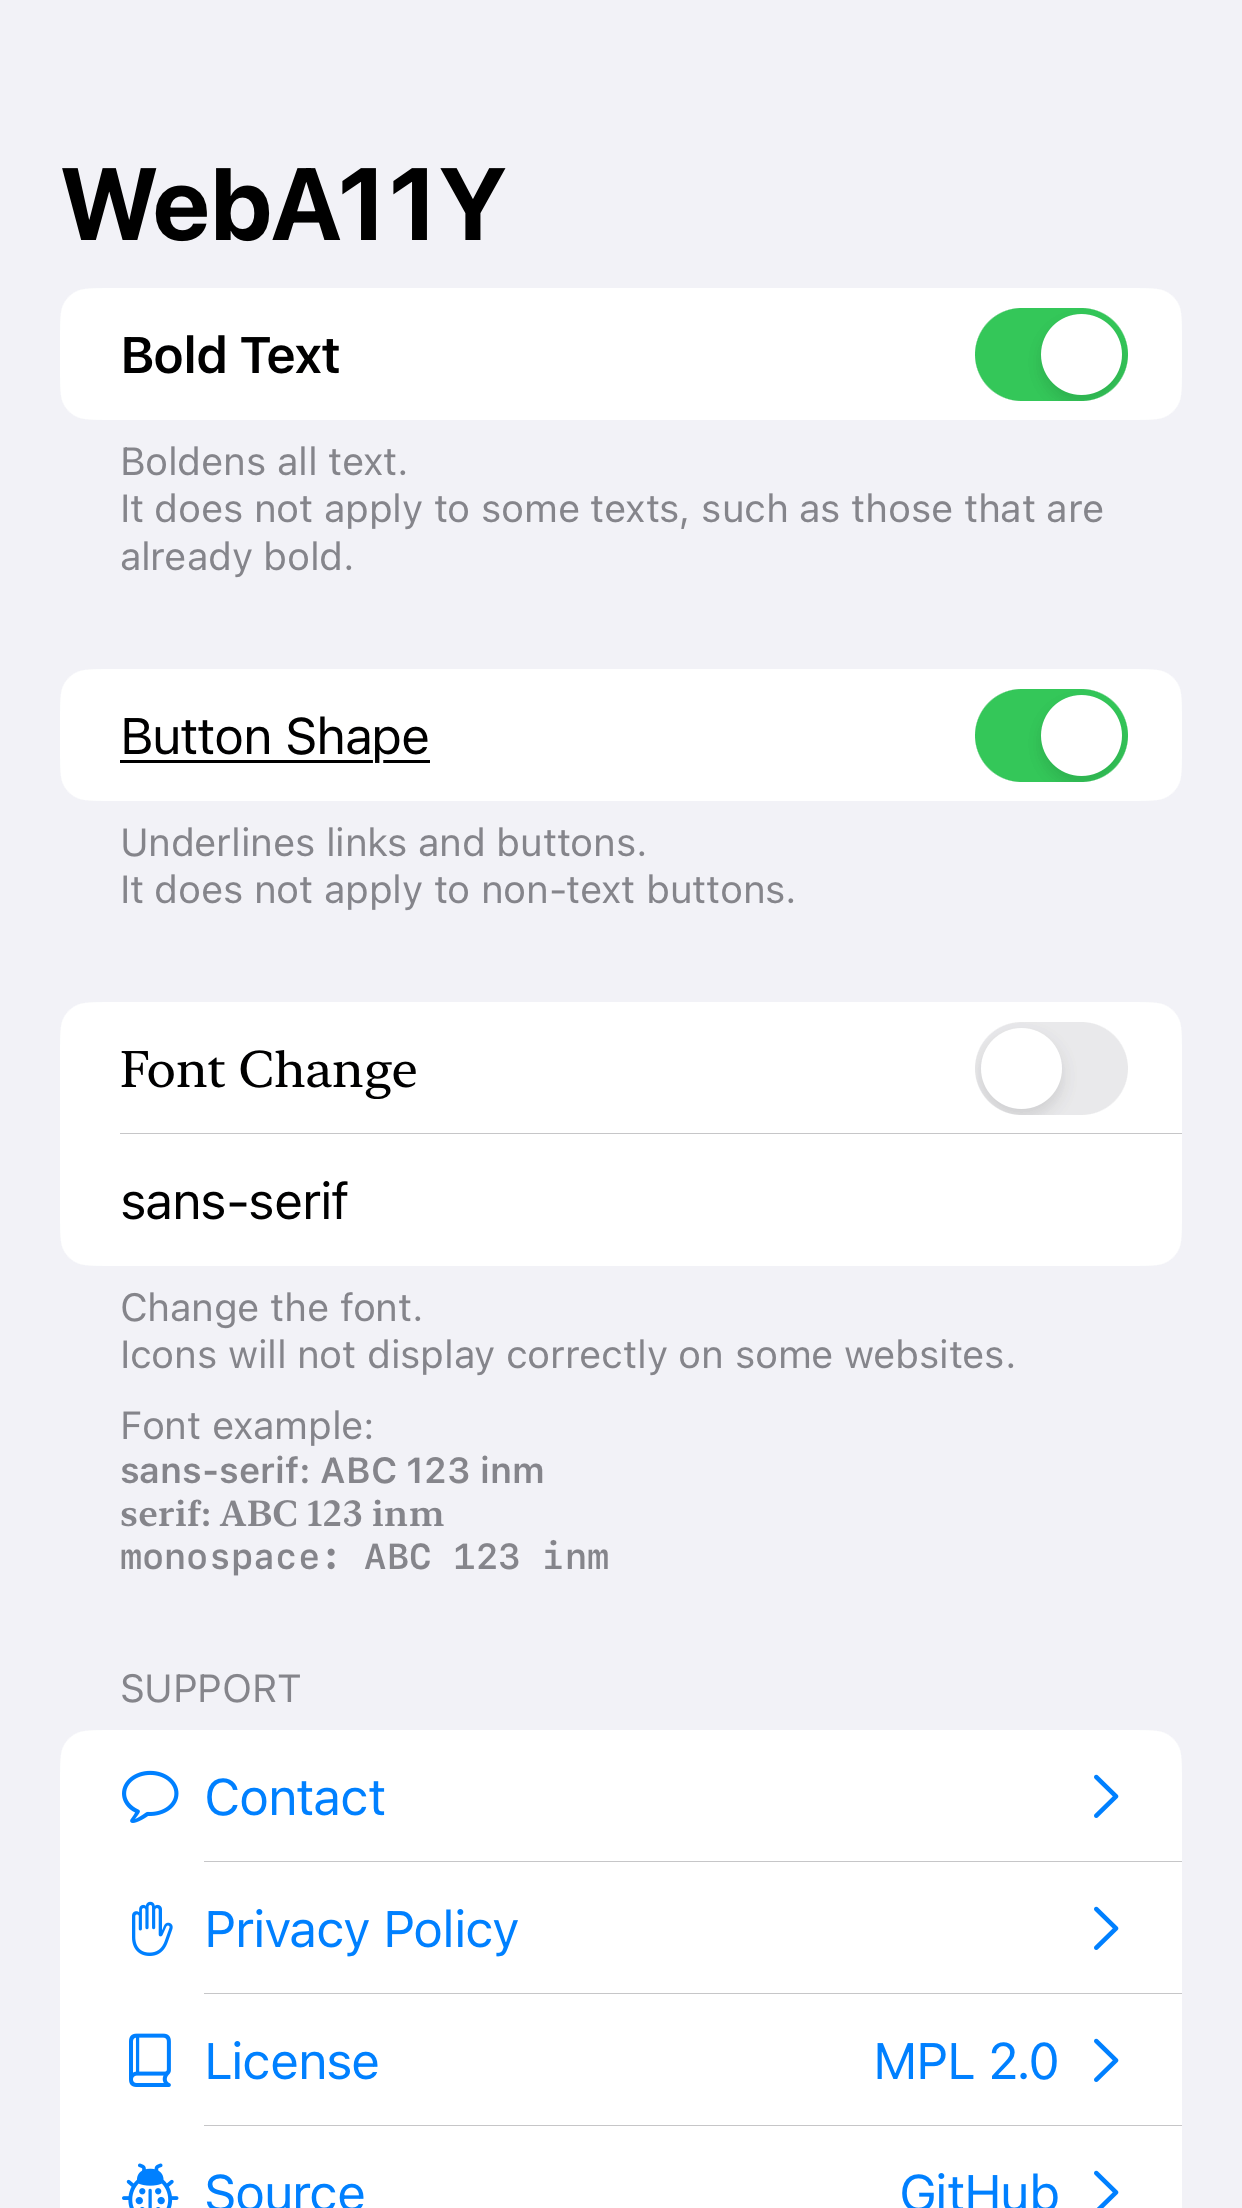 WebA11Y
Bold Text
Boldens all text.
It does not apply to some texts, such as those that are
already bold.
Button Shape
Underlines links and buttons.
It does not apply to non-text buttons.
Font Change
sans-serif
Change the font.
Icons will not display correctly on some websites.
Font example:
sans-serif: ABC 123 inm
serif: ABC 123 inm
monospace: ABC 123 inm
SUPPORT
Contact
Privacy Policy
License MPL 2.0
Source GitHub